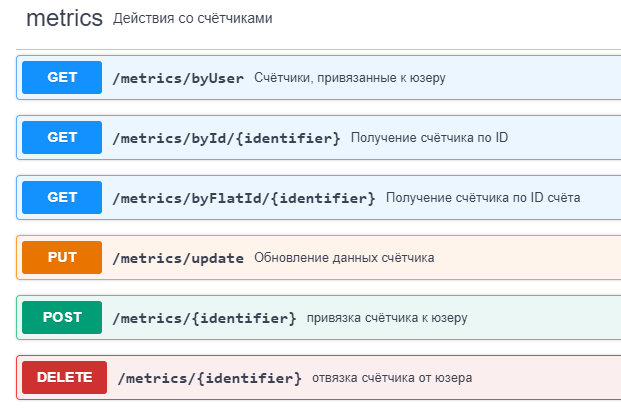 metrics Действия со счётчиками
GET /metrics/byUser Счётчики, привязанные к юзеру
GET /metrics/byId/{identifier} Получение счётчика по ID
GET /metrics/byFlatId/{identifier} Получение счётчика по ID счёта
PUT /metrics/update Обновление данных счётчика
POST /metrics/{identifier} привязка счётчика к юзеру
DELETE /metrics/{identifier} отвязка счётчика от юзера